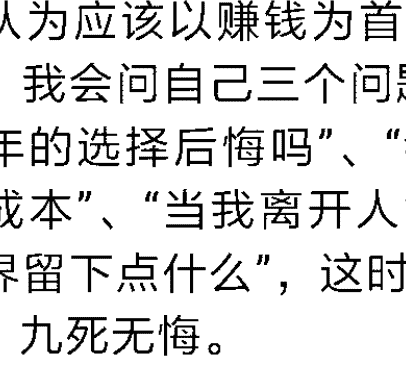 人为应该以赚钱为首
我会问自己三个问题
年的选择后悔吗”、“
成本”、“当我离开人
界留下点什么”，这时
九死无悔。